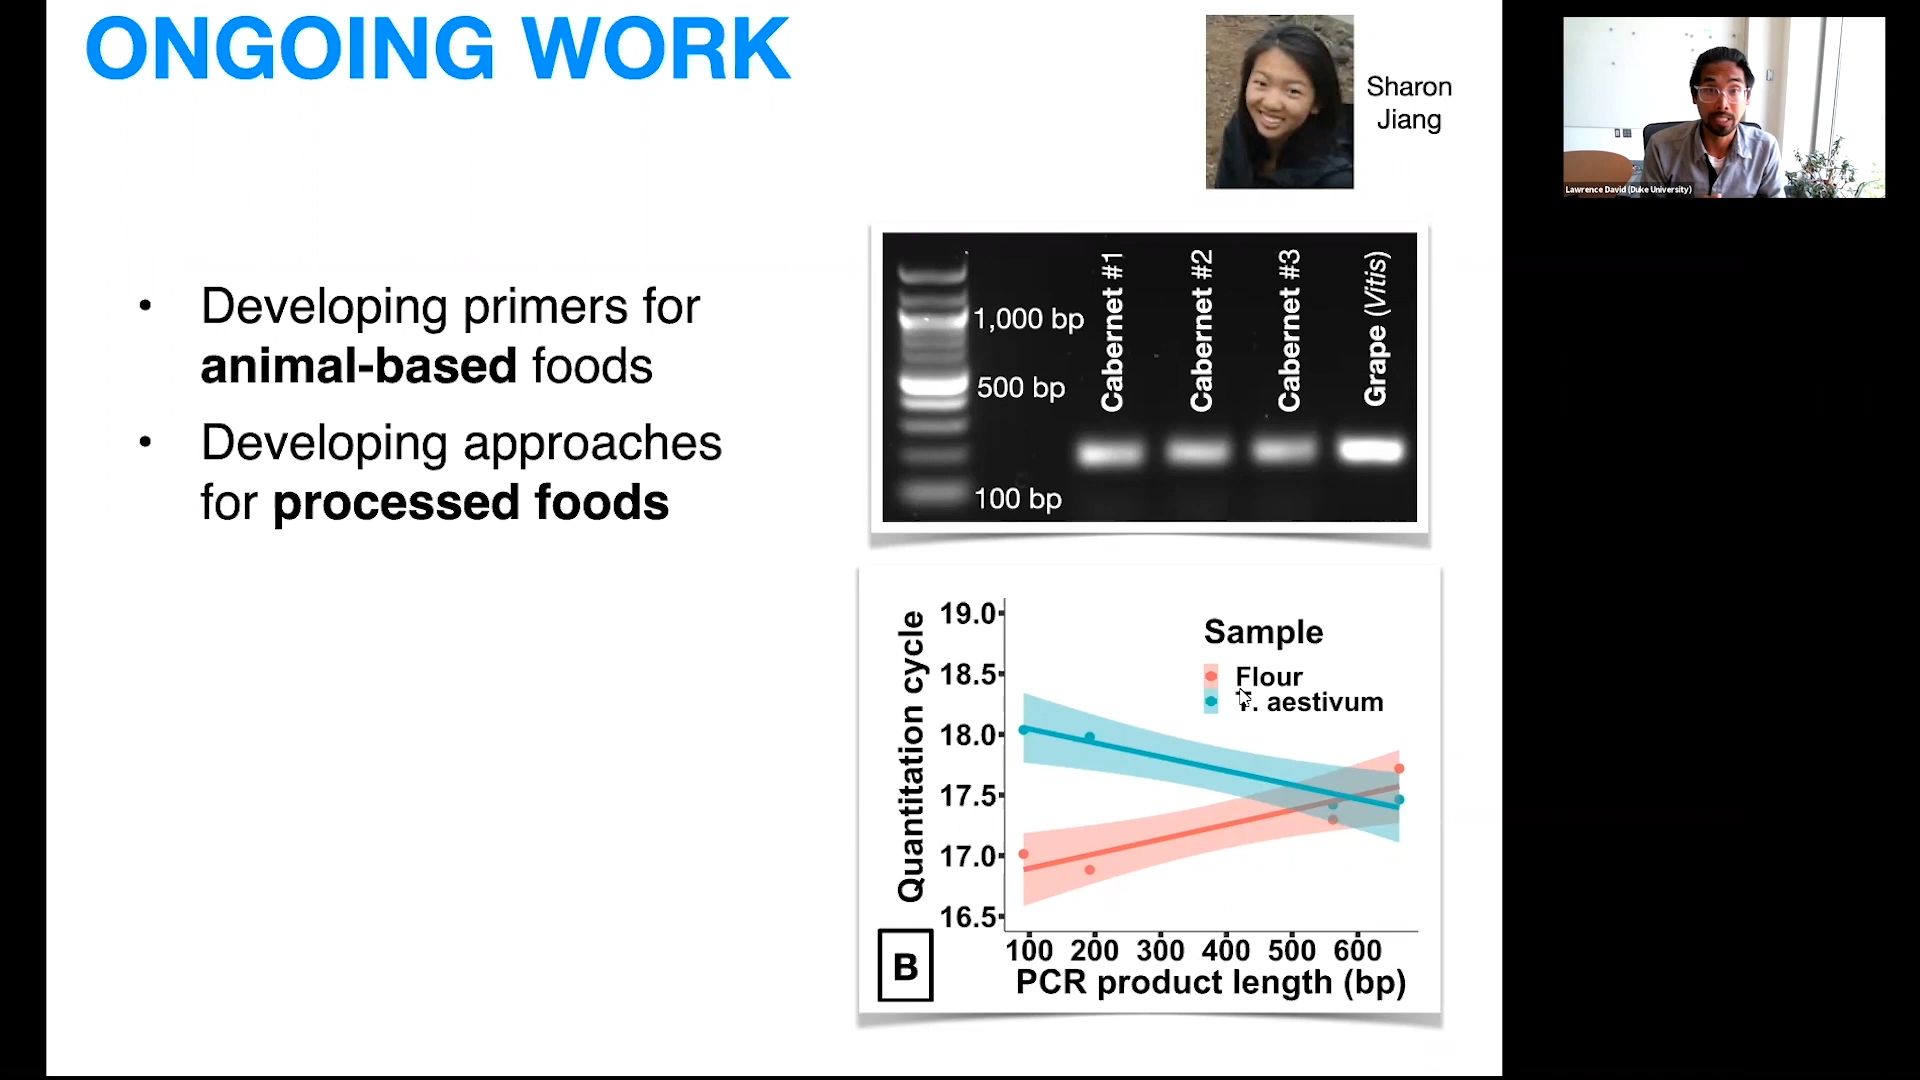 ONGOING WORK
Sharon
Jiang
Lawrence David (Duke University)
• Developing primers for
animal-based foods
• Developing approaches
for processed foods
1,000 bp
500 bp
100 bp
Cabernet #1
Cabernet #2
Cabernet #3
Grape (Vitis)
Quantitation cycle
19.0
18.5
18.0
17.5
17.0
16.5
Sample
Flour
T. aestivum
100 200 300 400 500 600
PCR product length (bp)
B